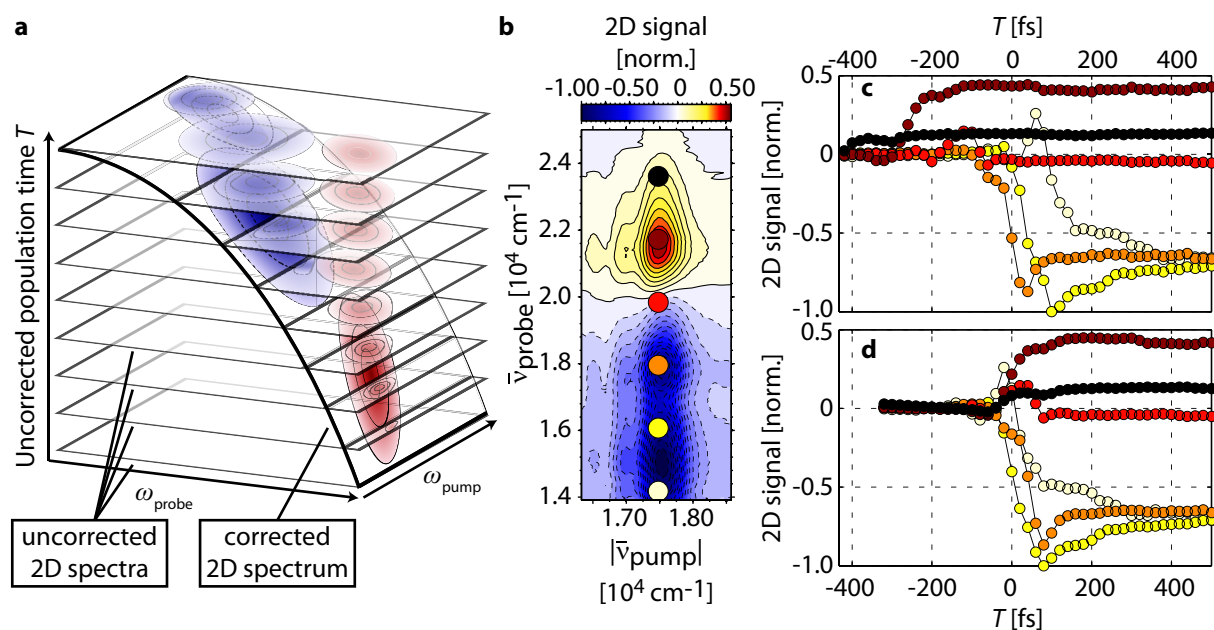 a
Uncorrected population time T
ωprobe
ωpump
uncorrected
2D spectra
corrected
2D spectrum
b
2D signal
[norm.]
-1.000 -0.50 0 0.50
ν̄probe [10⁴ cm⁻¹]
2.4
2.2
2.0
1.8
1.6
1.4
1.70 1.80
|ν̄pump|
[10⁴ cm⁻¹]
T [fs]
-400 -200 0 200 400
c
2D signal [norm.]
0.5
0
-0.5
-1.0
d
2D signal [norm.]
0.5
0
-0.5
-1.0
-400 -200 0 200 400
T [fs]